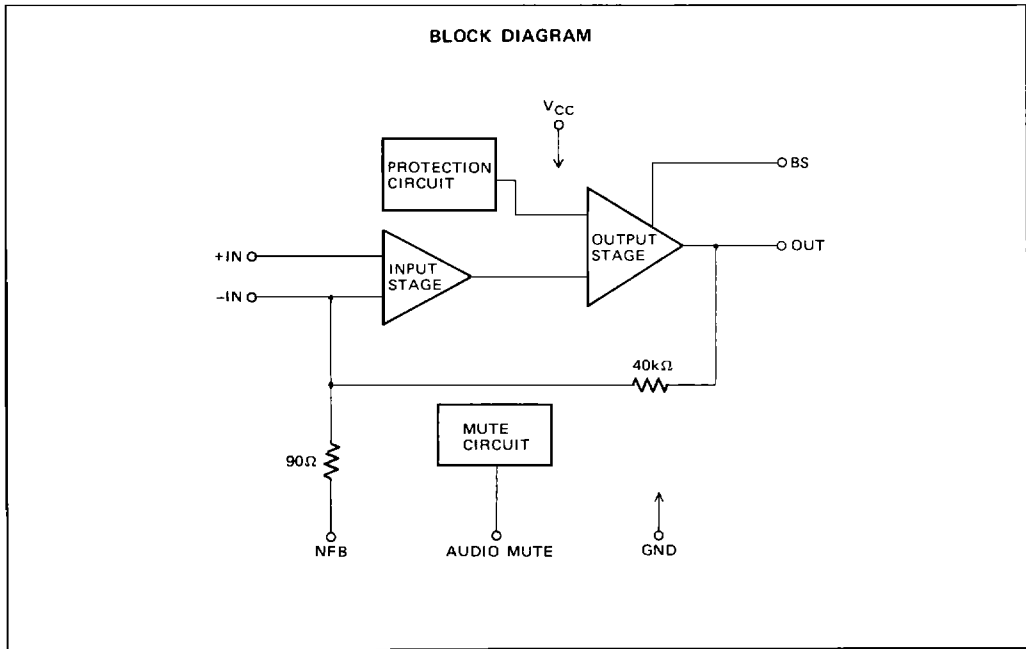 BLOCK DIAGRAM
VCC
PROTECTION
CIRCUIT
BS
+IN
INPUT
STAGE
OUTPUT
STAGE
OUT
-IN
40kΩ
MUTE
CIRCUIT
90Ω
NFB
AUDIO MUTE
GND